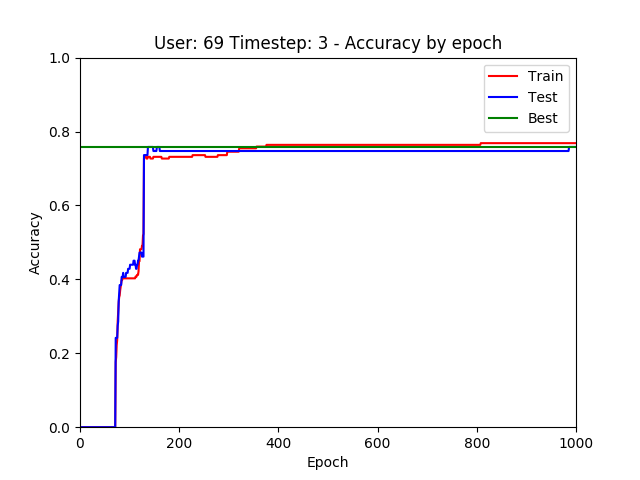 User: 69 Timestep: 3 - Accuracy by epoch
1.0
0.8
0.6
0.4
0.2
0.0
Accuracy
Train
Test
Best
0 200 400 600 800 1000
Epoch